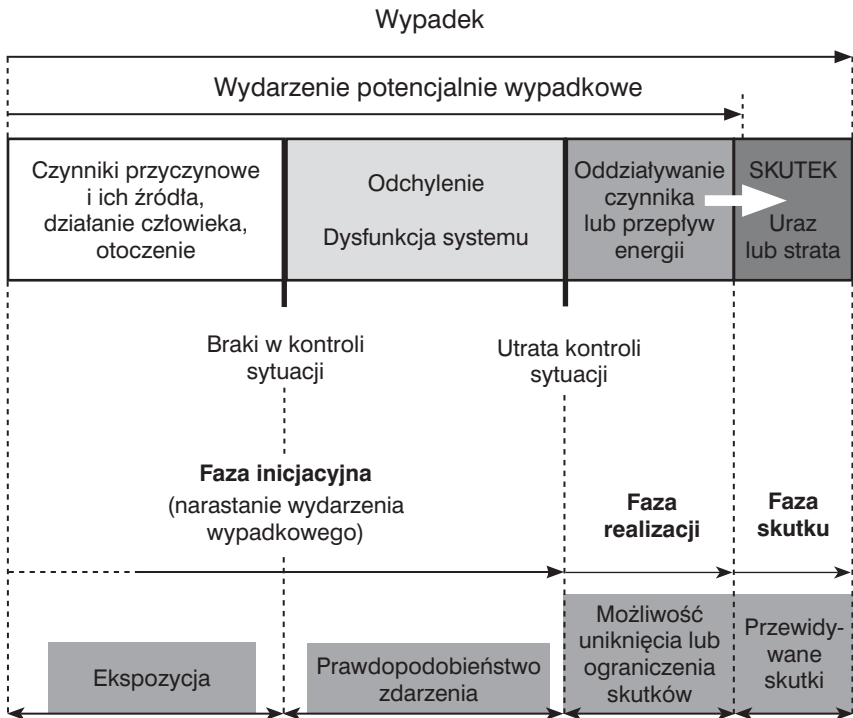 Wypadek
Wydarzenie potencjalnie wypadkowe
Czynniki przyczynowe
i ich źródła,
działanie człowieka,
otoczenie
Odchylenie
Dysfunkcja systemu
Oddziaływanie
czynnika
lub przepływ
energii
SKUTEK
Uraz
lub strata
Braki w kontroli
sytuacji
Utrata kontroli
sytuacji
Faza inicjacyjna
(narastanie wydarzenia
wypadkowego)
Faza
realizacji
Faza
skutku
Ekspozycja
Prawdopodobieństwo
zdarzenia
Możliwość
uniknięcia lub
ograniczenia
skutków
Przewidy-
wane
skutki